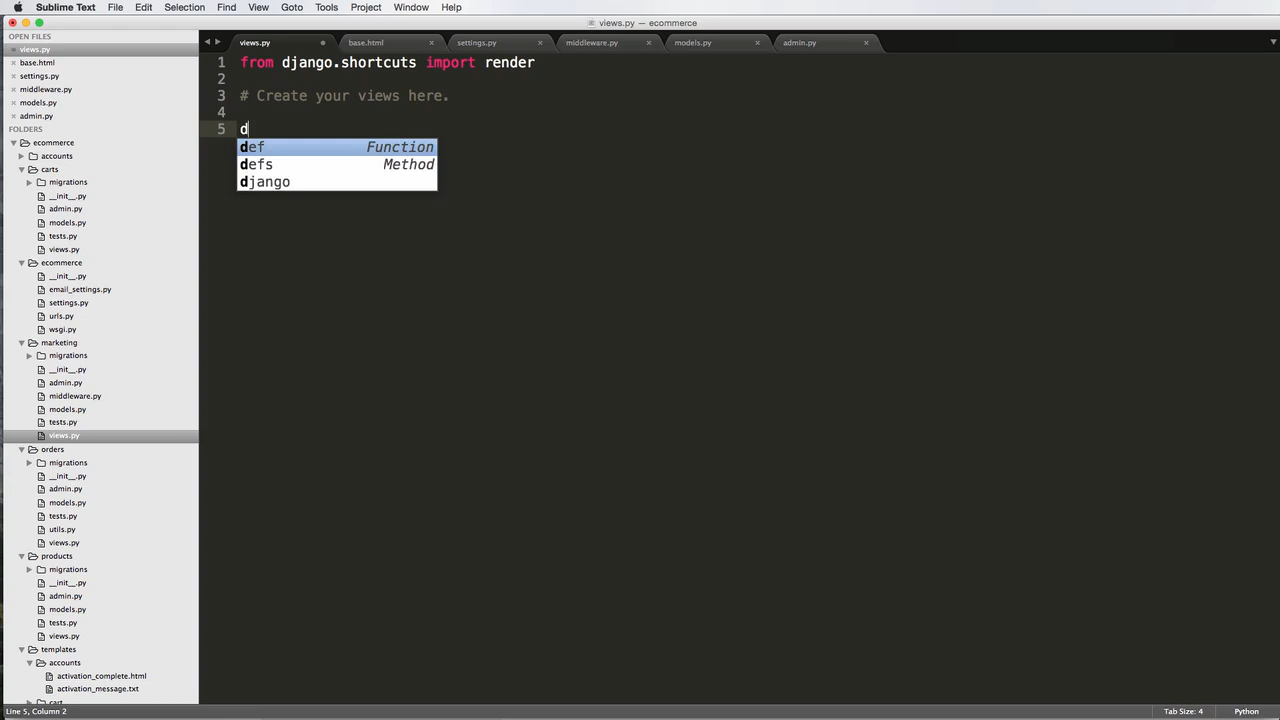 Sublime Text File Edit Selection Find View Goto Tools Project Window Help
views.py — ecommerce
OPEN FILES
views.py
base.html
settings.py
middleware.py
models.py
admin.py
FOLDERS
ecommerce
accounts
carts
migrations
__init__.py
admin.py
models.py
tests.py
views.py
ecommerce
__init__.py
email_settings.py
settings.py
urls.py
wsgi.py
marketing
migrations
__init__.py
admin.py
middleware.py
models.py
tests.py
views.py
orders
migrations
__init__.py
admin.py
models.py
tests.py
utils.py
views.py
products
migrations
__init__.py
admin.py
models.py
tests.py
views.py
templates
accounts
activation_complete.html
activation_message.txt
cart
views.py base.html settings.py middleware.py models.py admin.py
1 from django.shortcuts import render
2
3 # Create your views here.
4
5 d
def Function
defs Method
django
Line 5, Column 2 Tab Size: 4 Python